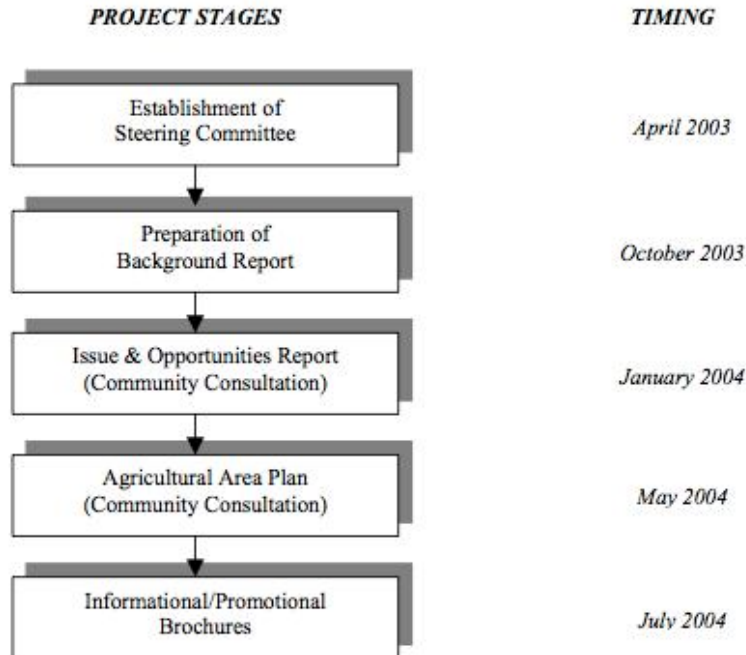 PROJECT STAGES TIMING
Establishment of
Steering Committee
April 2003
Preparation of
Background Report
October 2003
Issue & Opportunities Report
(Community Consultation)
January 2004
Agricultural Area Plan
(Community Consultation)
May 2004
Informational/Promotional
Brochures
July 2004